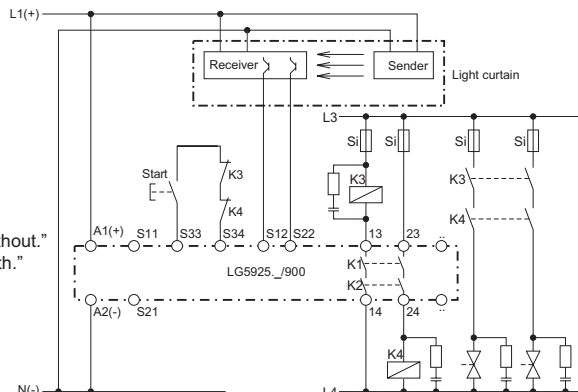 L1(+)
Receiver
Sender
Light curtain
L3
Si
Si
Si
Si
Start
K3
K3
K3
K4
K4
hout."
th."
A1(+)
S11
S33
S34
S12
S22
13
23
..
K1
LG5925._/900
K2
A2(-)
S21
14
24
..
K4
N(-)
L4